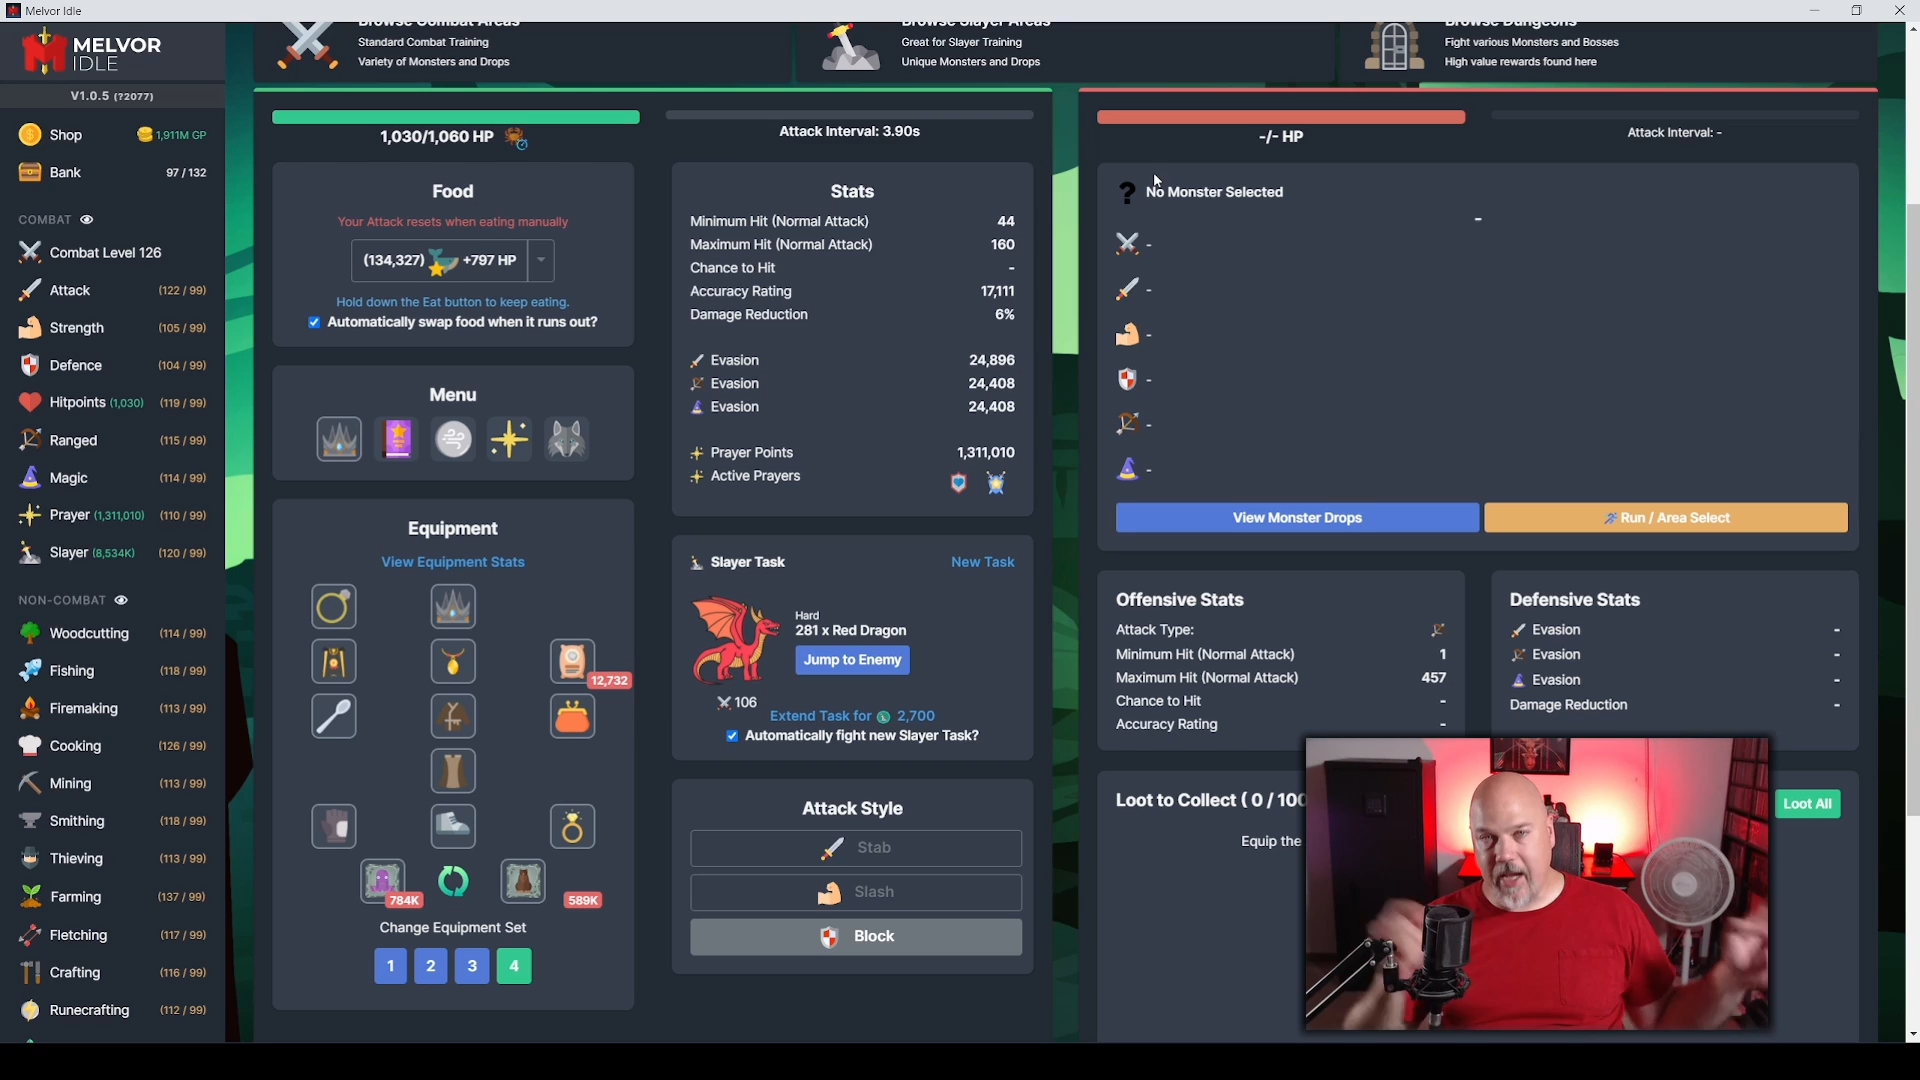 Melvor Idle
MELVOR
IDLE
V1.0.5 (?2077)
Shop
1,911M GP
Bank
97 / 132
COMBAT
Combat Level 126
Attack
(122 / 99)
Strength
(105 / 99)
Defence
(104 / 99)
Hitpoints (1,030)
(119 / 99)
Ranged
(115 / 99)
Magic
(114 / 99)
Prayer (1,311,010)
(110 / 99)
Slayer (8,534K)
(120 / 99)
NON-COMBAT
Woodcutting
(114 / 99)
Fishing
(118 / 99)
Firemaking
(113 / 99)
Cooking
(126 / 99)
Mining
(113 / 99)
Smithing
(118 / 99)
Thieving
(113 / 99)
Farming
(137 / 99)
Fletching
(117 / 99)
Crafting
(116 / 99)
Runecrafting
(112 / 99)
Browse Combat Areas
Standard Combat Training
Variety of Monsters and Drops
Browse Slayer Areas
Great for Slayer Training
Unique Monsters and Drops
Browse Dungeons
Fight various Monsters and Bosses
High value rewards found here
1,030/1,060 HP
Attack Interval: 3.90s
Food
Your Attack resets when eating manually
(134,327) +797 HP
Hold down the Eat button to keep eating.
Automatically swap food when it runs out?
Menu
Equipment
View Equipment Stats
12,732
784K
589K
Change Equipment Set
1
2
3
4
Stats
Minimum Hit (Normal Attack)
44
Maximum Hit (Normal Attack)
160
Chance to Hit
-
Accuracy Rating
17,111
Damage Reduction
6%
Evasion
24,896
Evasion
24,408
Evasion
24,408
Prayer Points
1,311,010
Active Prayers
Slayer Task
New Task
Hard
281 x Red Dragon
Jump to Enemy
106
Extend Task for 2,700
Automatically fight new Slayer Task?
Attack Style
Stab
Slash
Block
-/- HP
Attack Interval: -
? No Monster Selected
-
-
-
-
-
-
-
View Monster Drops
Run / Area Select
Offensive Stats
Attack Type:
Minimum Hit (Normal Attack)
1
Maximum Hit (Normal Attack)
457
Chance to Hit
-
Accuracy Rating
-
Defensive Stats
Evasion
-
Evasion
-
Evasion
-
Damage Reduction
-
Loot to Collect ( 0 / 100
Loot All
Equip the